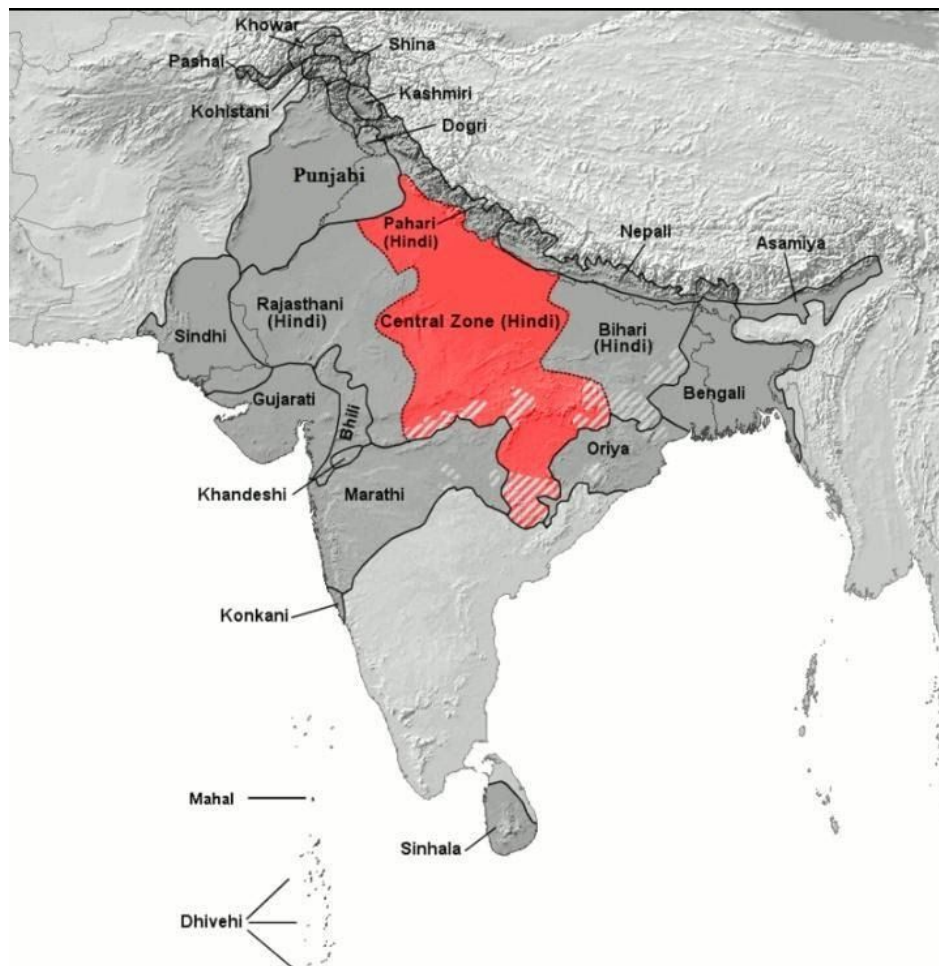 Khowar
Shina
Pashai
Kashmiri
Kohistani
Dogri
Punjabi
Pahari
(Hindi)
Nepali
Asamiya
Rajasthani
(Hindi)
Central Zone (Hindi)
Bihari
(Hindi)
Sindhi
Gujarati
Bhili
Bengali
Oriya
Khandeshi
Marathi
Konkani
Mahal
Sinhala
Dhivehi